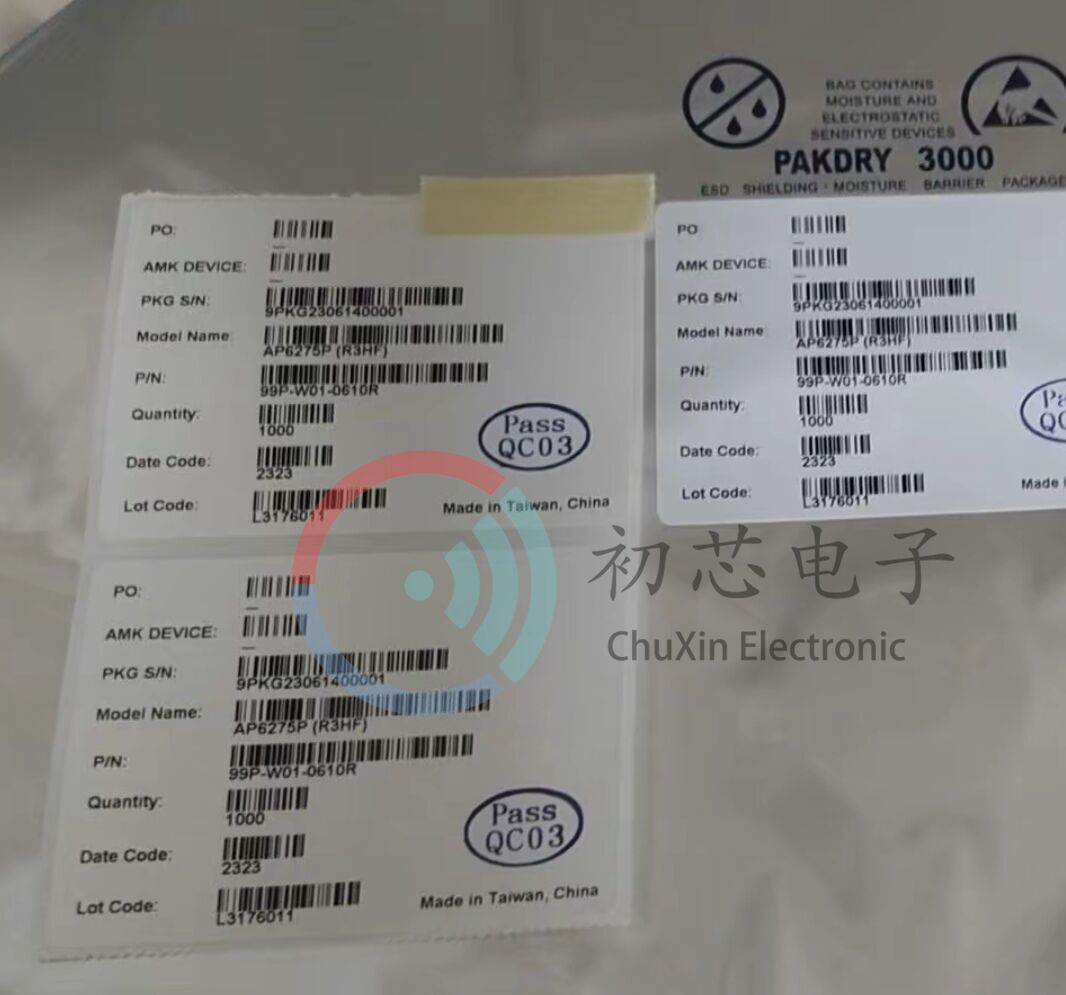 BAG CONTAINS
MOISTURE AND
ELECTROSTATIC
SENSITIVE DEVICES
PAKDRY 3000
ESD SHIELDING - MOISTURE BARRIER PACKAGE
PO:
AMK DEVICE:
PKG S/N:
9PKG23061400001
Model Name:
AP6275P (R3HF)
P/N:
99P-W01-0610R
Quantity:
1000
Pass
QC03
Date Code:
2323
Lot Code:
L3176011
Made in Taiwan, China
PO
AMK DEVICE:
PKG S/N:
9PKG23061400001
Model Name:
AP6275P (R3HF)
P/N:
99P-W01-0610R
Quantity:
1000
Date Code:
2323
Lot Code:
L3176011
Made
初芯电子
ChuXin Electronic
PO:
AMK DEVICE:
PKG S/N:
9PKG23061400001
Model Name:
AP6275P (R3HF)
P/N:
99P-W01-0610R
Quantity:
1000
Pass
QC03
Date Code:
2323
Lot Code:
L3176011
Made in Taiwan, China